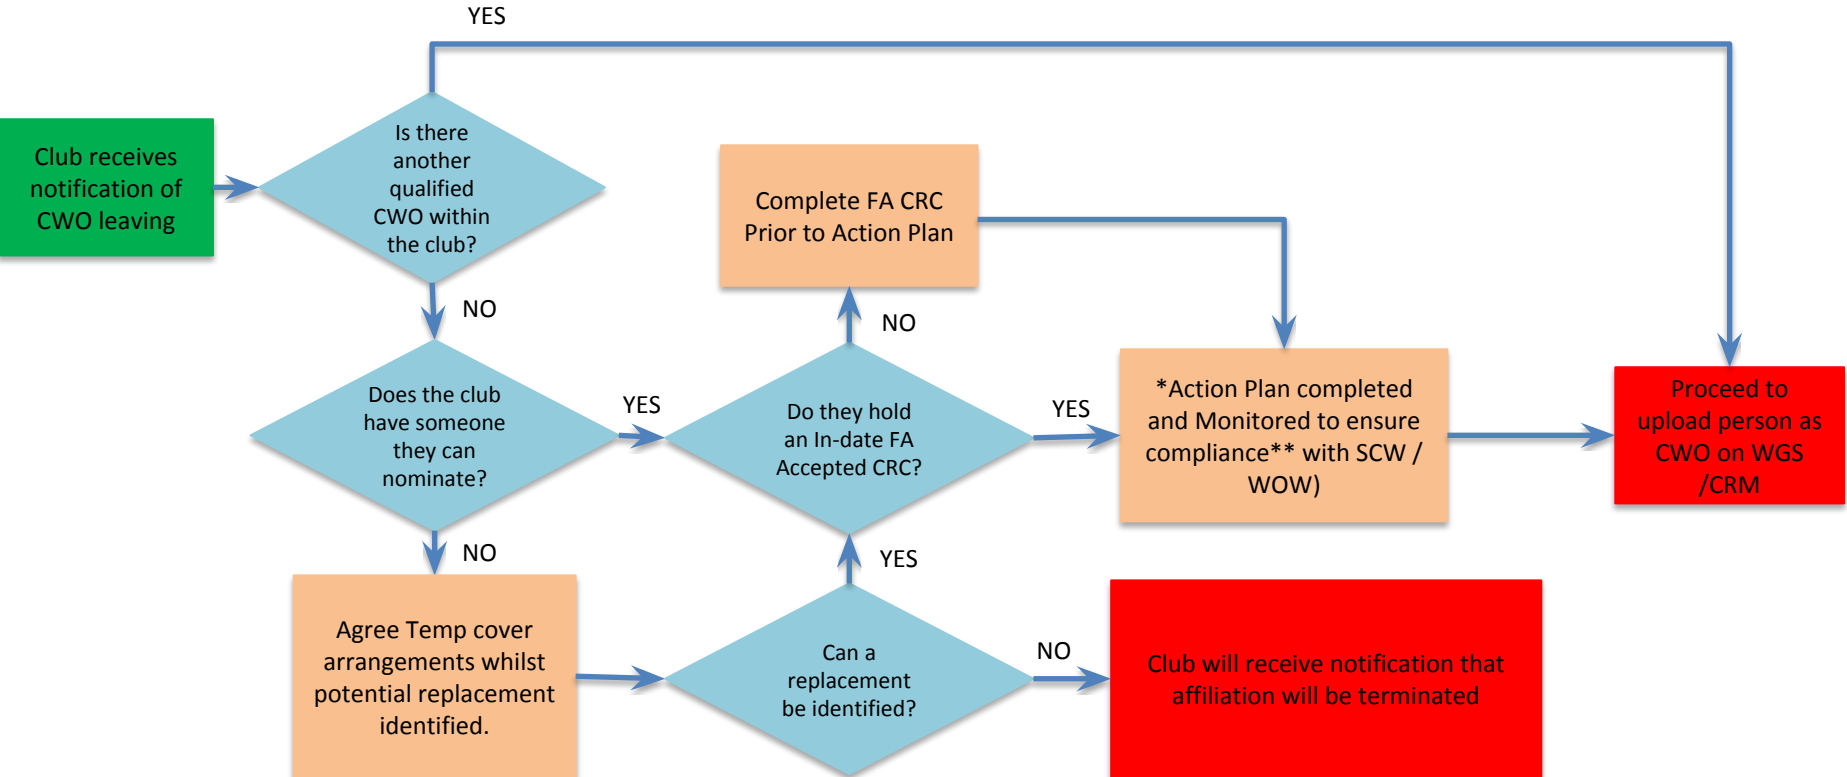 YES
Club receives
notification of
CWO leaving
Is there
another
qualified
CWO within
the club?
NO
Does the club
have someone
they can
nominate?
YES
NO
Agree Temp cover
arrangements whilst
potential replacement
identified.
Can a
replacement
be identified?
YES
NO
Club will receive notification that
affiliation will be terminated
Do they hold
an In-date FA
Accepted CRC?
NO
Complete FA CRC
Prior to Action Plan
YES
*Action Plan completed
and Monitored to ensure
compliance** with SCW /
WOW)
Proceed to
upload person as
CWO on WGS
/CRM